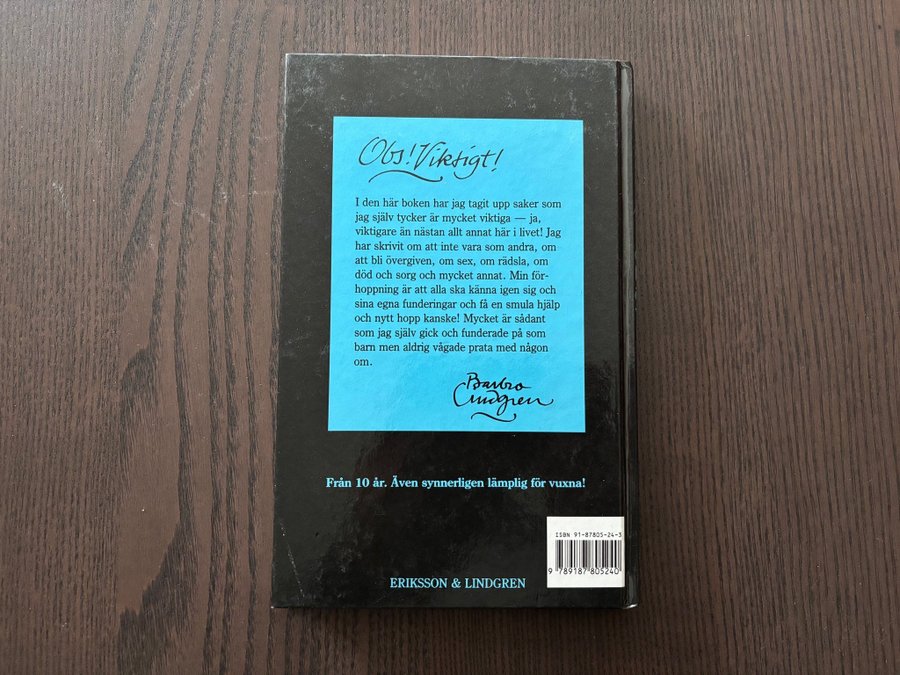 Obs! Viktigt!
I den här boken har jag tagit upp saker som
jag själv tycker är mycket viktiga — ja,
viktigare än nästan allt annat här i livet! Jag
har skrivit om att inte vara som andra, om
att bli övergiven, om sex, om rädsla, om
död och sorg och mycket annat. Min för-
hoppning är att alla ska känna igen sig och
sina egna funderingar och få en smula hjälp
och nytt hopp kanske! Mycket är sådant
som jag själv gick och funderade på som
barn men aldrig vågade prata med någon
om.
Barbro
Lindgren
Från 10 år. Även synnerligen lämplig för vuxna!
ISBN 91-87805-24-3
9 789187 805240
ERIKSSON & LINDGREN